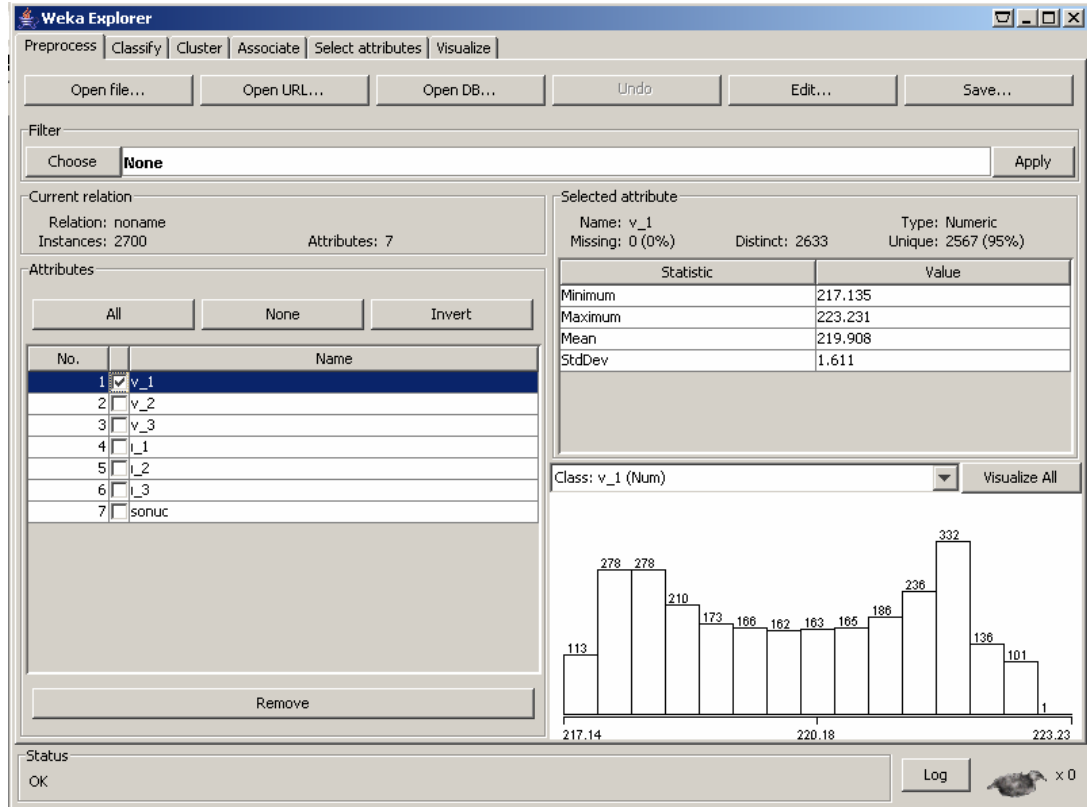 Weka Explorer
Preprocess Classify Cluster Associate Select attributes Visualize
Open file... Open URL... Open DB... Undo Edit... Save...
Filter
Choose None Apply
Current relation
Relation: noname
Instances: 2700 Attributes: 7
Attributes
All None Invert
No. Name
1 v_1
2 v_2
3 v_3
4 ı_1
5 ı_2
6 ı_3
7 sonuc
Remove
Selected attribute
Name: v_1 Type: Numeric
Missing: 0 (0%) Distinct: 2633 Unique: 2567 (95%)
Statistic Value
Minimum 217.135
Maximum 223.231
Mean 219.908
StdDev 1.611
Class: v_1 (Num) Visualize All
113 278 278 210 173 166 162 163 165 186 236 332 136 101 1
217.14 220.18 223.23
Status
OK Log x 0